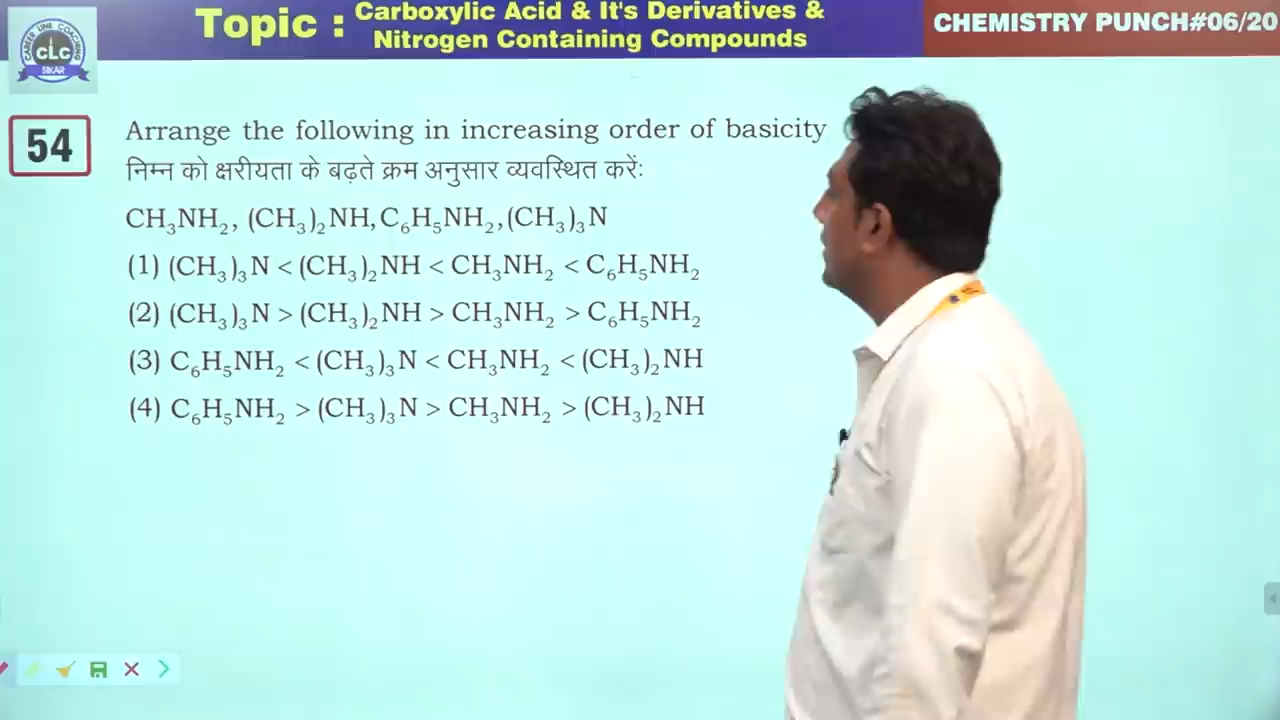 Topic : Carboxylic Acid & It's Derivatives &
Nitrogen Containing Compounds
CHEMISTRY PUNCH#06/20
CAREER LINE COACHING
CLC
SIKAR
54
Arrange the following in increasing order of basicity
निम्न को क्षरीयता के बढ़ते क्रम अनुसार व्यवस्थित करें:
CH₃NH₂, (CH₃)₂NH, C₆H₅NH₂, (CH₃)₃N
(1) (CH₃)₃N < (CH₃)₂NH < CH₃NH₂ < C₆H₅NH₂
(2) (CH₃)₃N > (CH₃)₂NH > CH₃NH₂ > C₆H₅NH₂
(3) C₆H₅NH₂ < (CH₃)₃N < CH₃NH₂ < (CH₃)₂NH
(4) C₆H₅NH₂ > (CH₃)₃N > CH₃NH₂ > (CH₃)₂NH